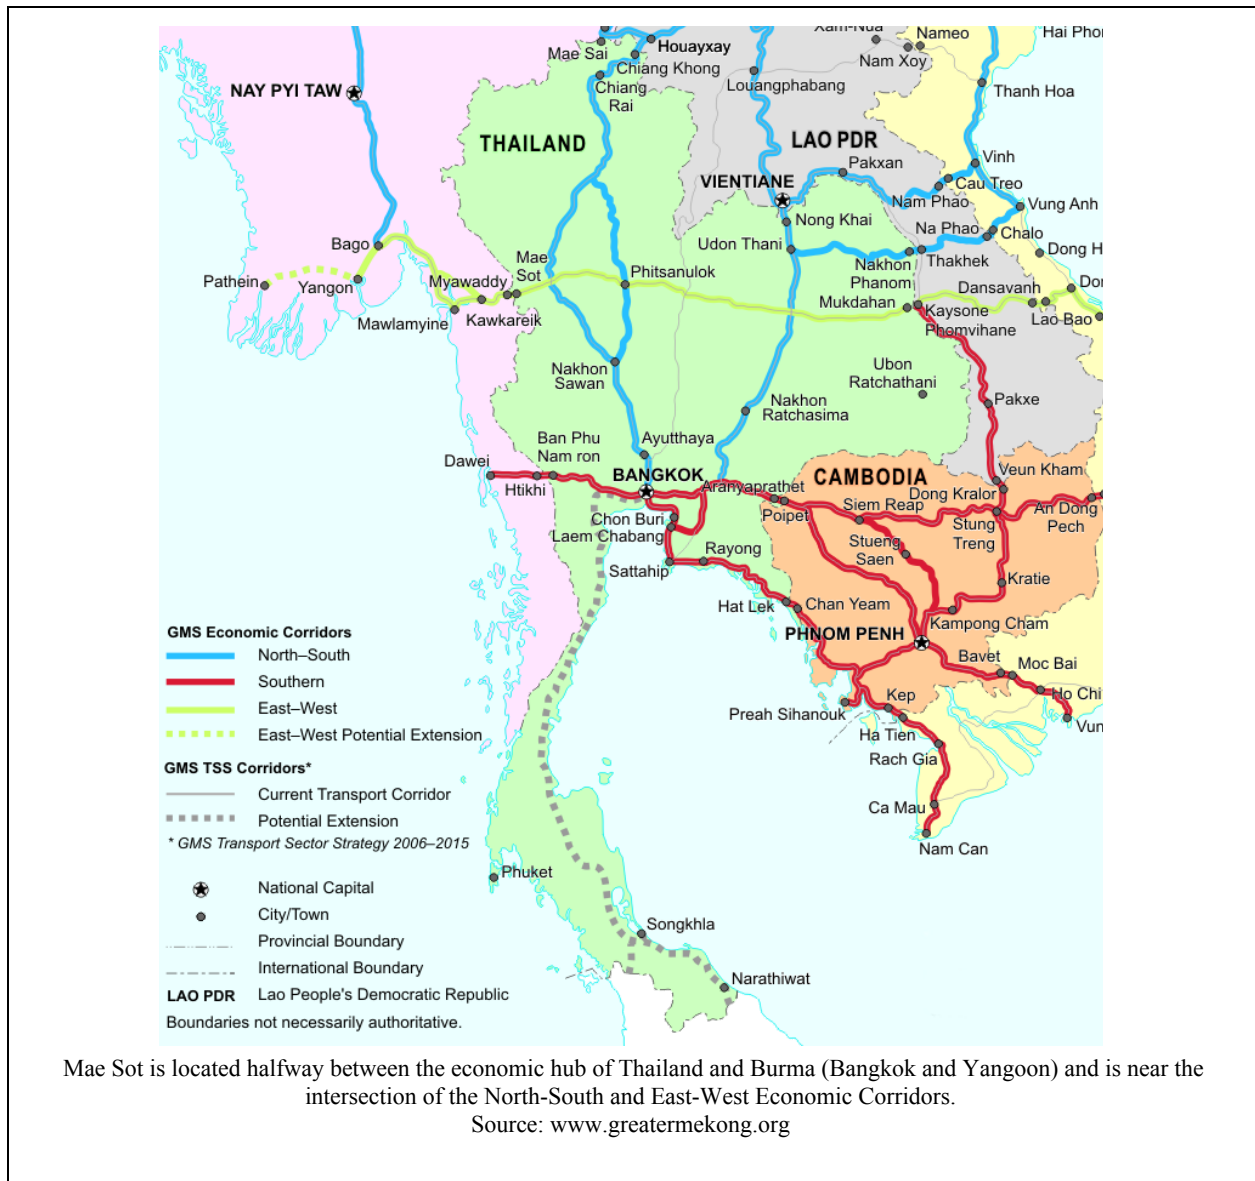 Xam-Nua
Nameo
Hai Phon
Mae Sai
Houayxay
Nam Xoy
Chiang Khong
Chiang
Rai
Louangphabang
Thanh Hoa
NAY PYI TAW
THAILAND
LAO PDR
Pakxan
Vinh
VIENTIANE
Cau Treo
Nam Phao
Vung Anh
Nong Khai
Na Phao
Chalo
Bago
Udon Thani
Dong H
Mae
Sot
Nakhon
Phanom
Thakhek
Pathein
Yangon
Myawaddy
Phitsanulok
Dansavanh
Don
Mukdahan
Kaysone
Phomvihane
Lao Bao
Mawlamyine
Kawkareik
Nakhon
Sawan
Ubon
Ratchathani
Nakhon
Ratchasima
Pakxe
Ban Phu
Nam ron
Ayutthaya
Dawei
BANGKOK
CAMBODIA
Veun Kham
Htikhi
Aranyaprathet
Dong Kralor
Siem Reap
An Dong
Pech
Poipet
Chon Buri
Laem Chabang
Stung
Treng
Stueng
Saen
Rayong
Sattahip
Kratie
Hat Lek
Chan Yeam
Kampong Cham
PHNOM PENH
Bavet
Moc Bai
Ho Chi
Kep
Preah Sihanouk
Vun
Ha Tien
Rach Gia
Ca Mau
Nam Can
Phuket
Songkhla
Narathiwat
GMS Economic Corridors
North–South
Southern
East–West
East–West Potential Extension
GMS TSS Corridors*
Current Transport Corridor
Potential Extension
* GMS Transport Sector Strategy 2006–2015
National Capital
City/Town
Provincial Boundary
International Boundary
LAO PDR Lao People's Democratic Republic
Boundaries not necessarily authoritative.
Mae Sot is located halfway between the economic hub of Thailand and Burma (Bangkok and Yangoon) and is near the
intersection of the North-South and East-West Economic Corridors.
Source: www.greatermekong.org